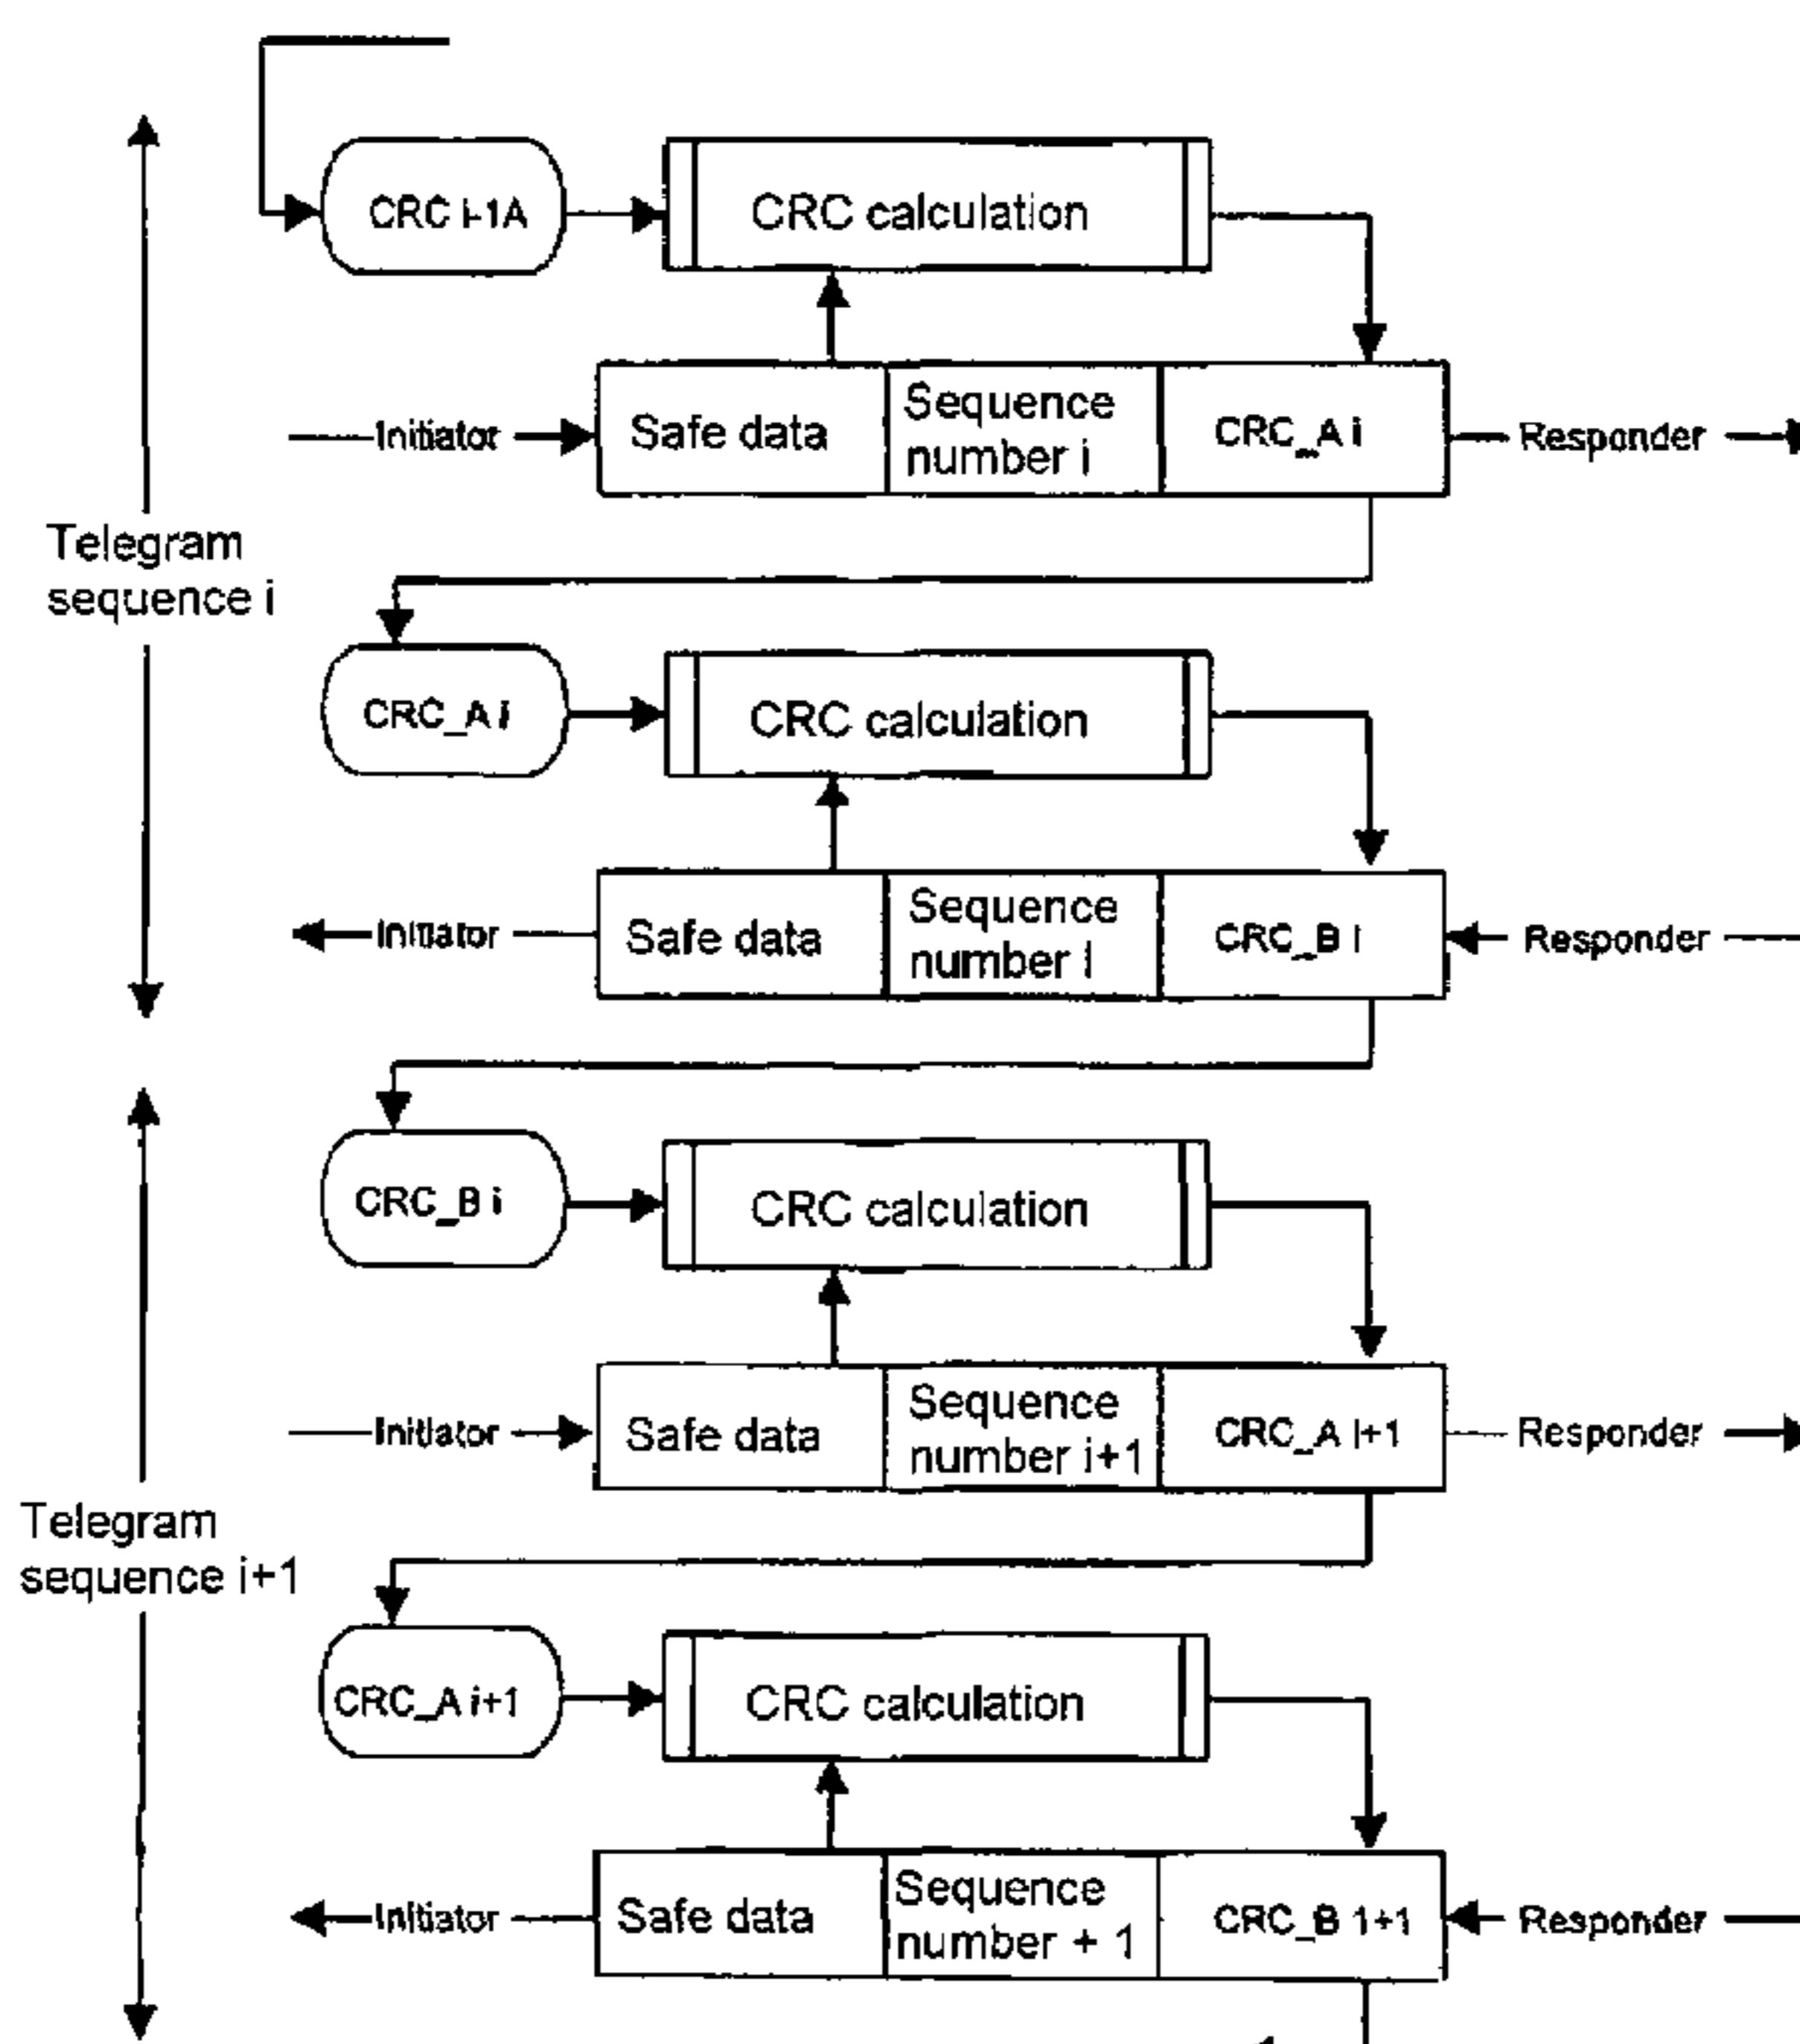 CRC i-1A
CRC calculation
Initiator
Safe data
Sequence
number i
CRC_A i
Responder
Telegram
sequence i
CRC_A i
CRC calculation
Initiator
Safe data
Sequence
number i
CRC_B i
Responder
CRC_B i
CRC calculation
Initiator
Safe data
Sequence
number i+1
CRC_A i+1
Responder
Telegram
sequence i+1
CRC_A i+1
CRC calculation
Initiator
Safe data
Sequence
number + 1
CRC_B 1+1
Responder